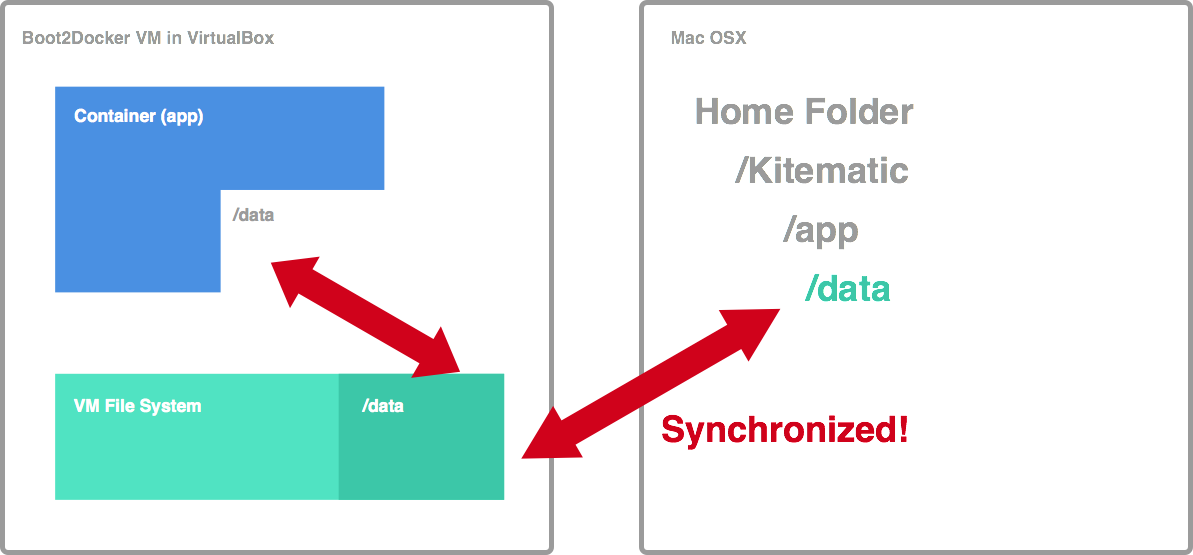 Boot2Docker VM in VirtualBox
Container (app)
/data
VM File System
/data
Mac OSX
Home Folder
/Kitematic
/app
/data
Synchronized!